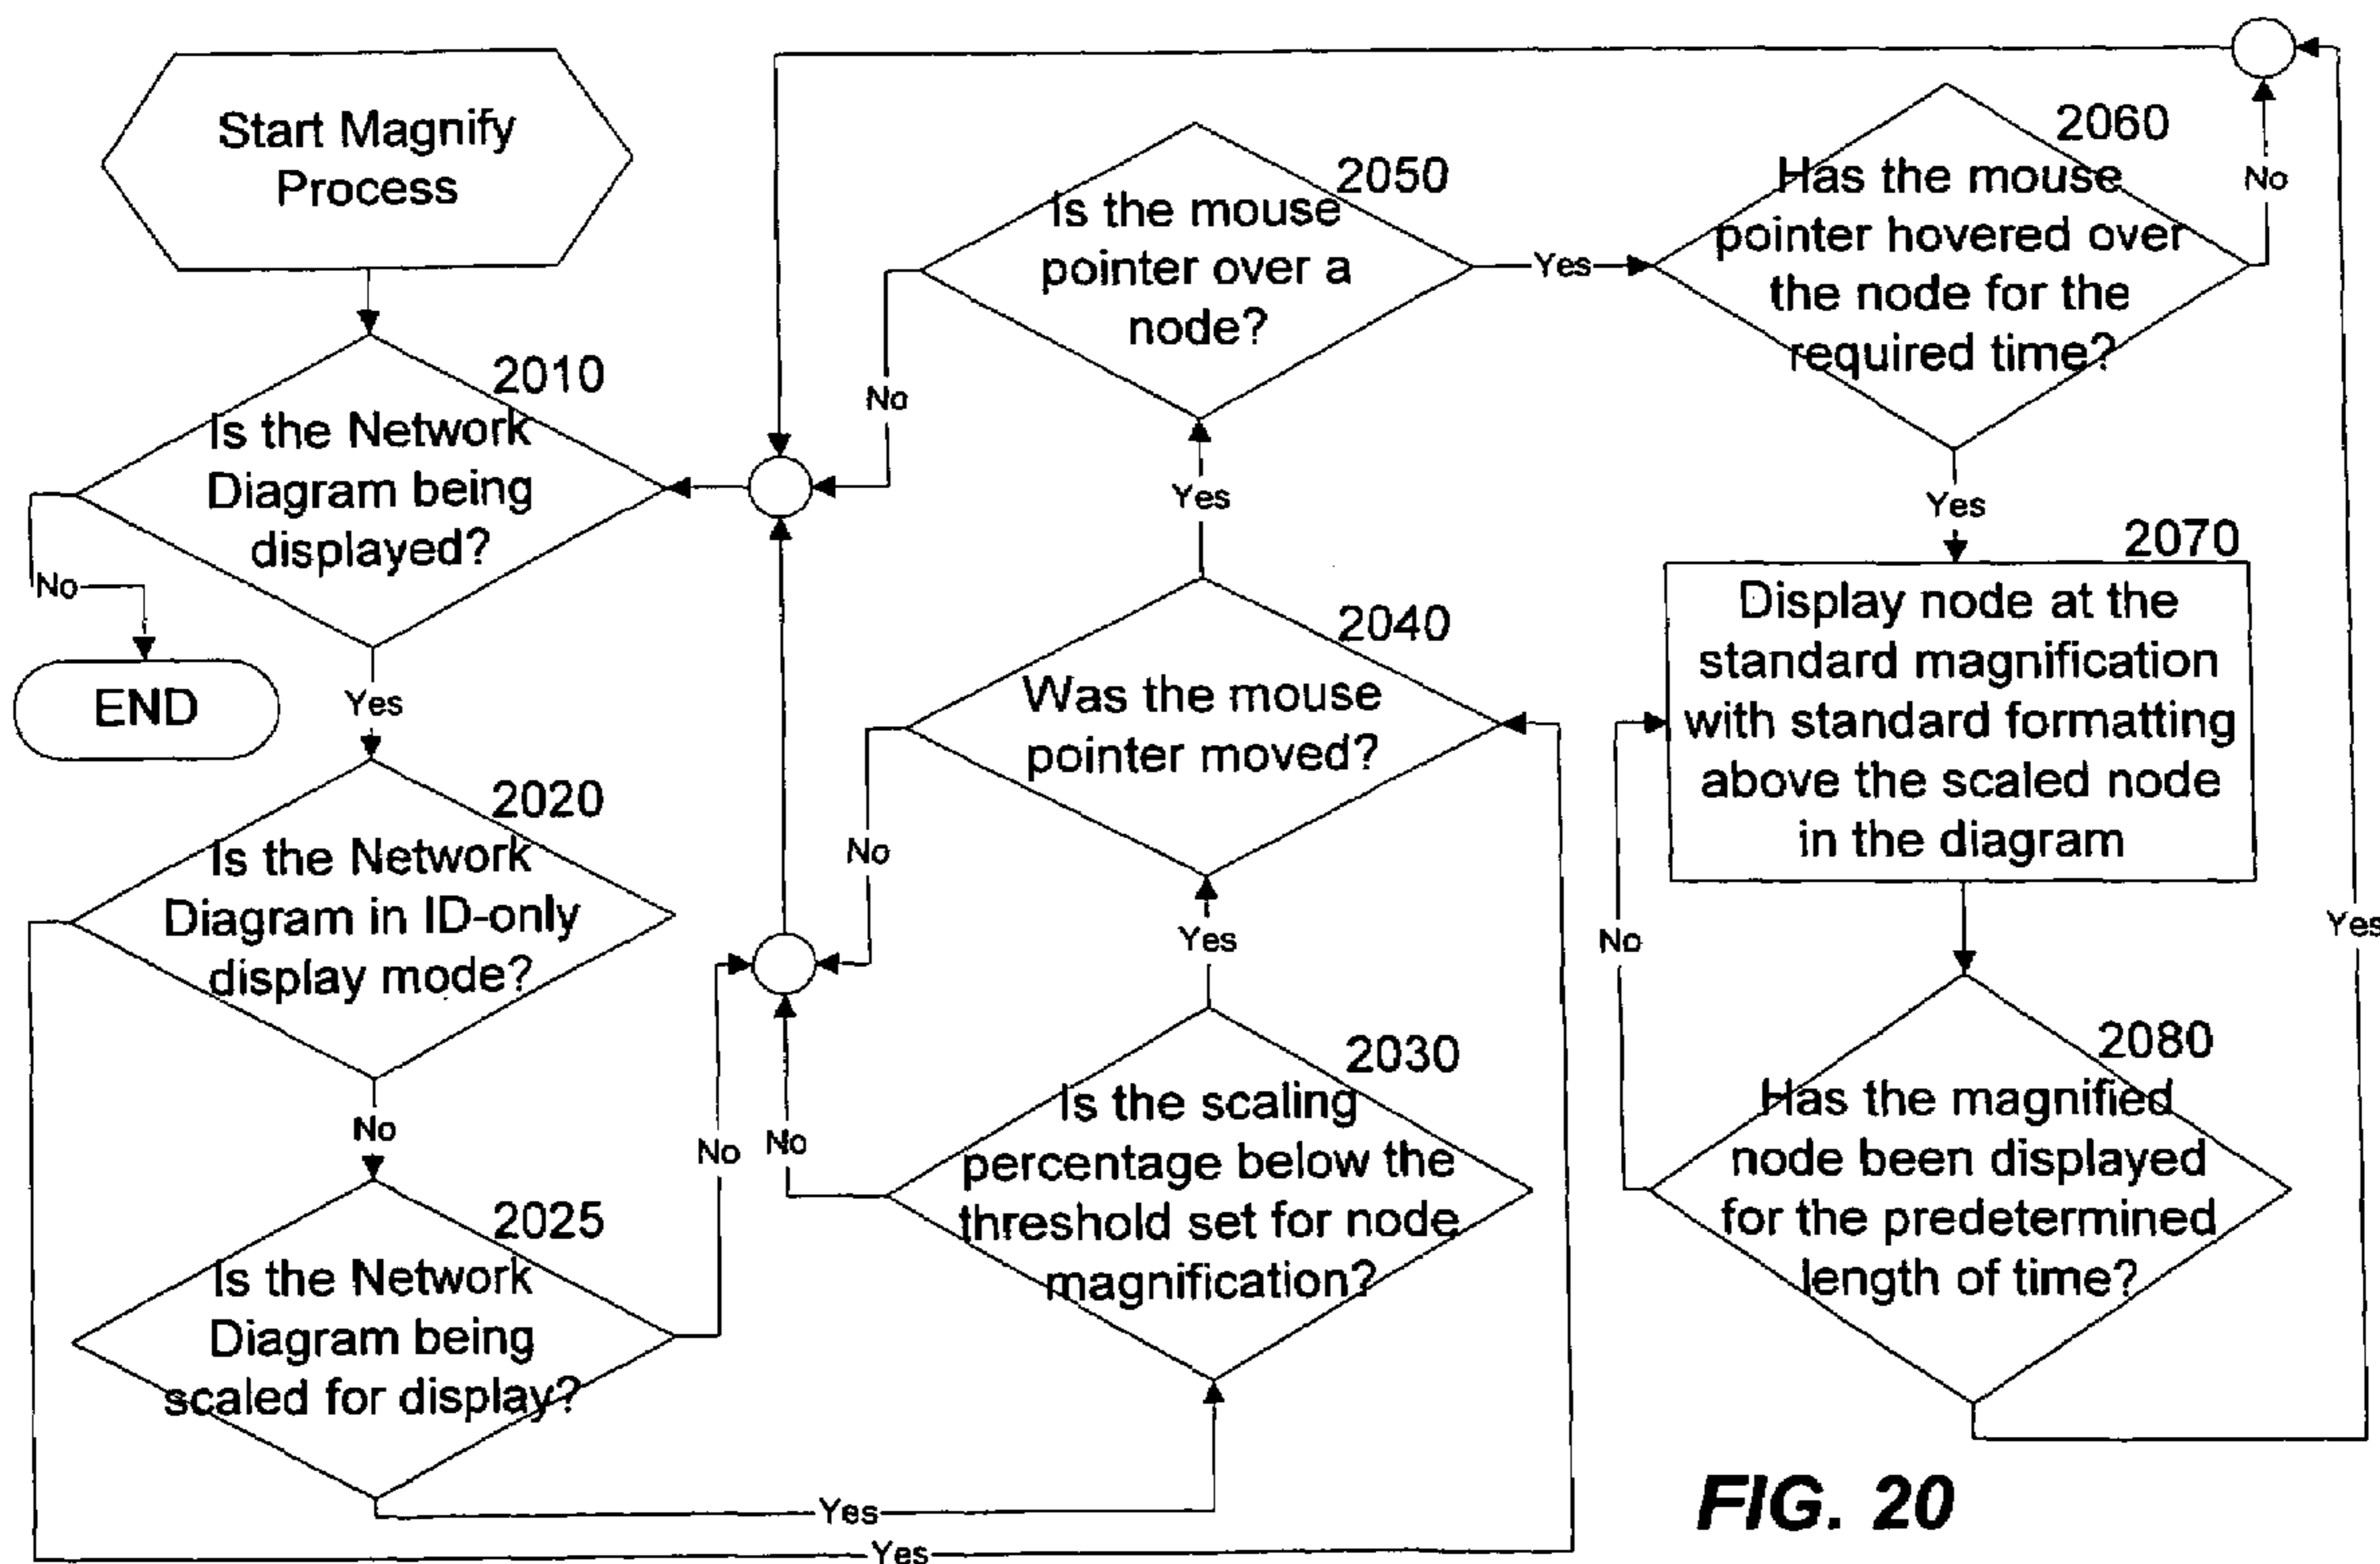 Start Magnify
Process
2010
Is the Network
Diagram being
displayed?
No
END
Yes
2020
Is the Network
Diagram in ID-only
display mode?
No
2025
Is the Network
Diagram being
scaled for display?
No
Yes
Yes
2030
Is the scaling
percentage below the
threshold set for node
magnification?
No
Yes
2040
Was the mouse
pointer moved?
No
Yes
2050
Is the mouse
pointer over a
node?
No
Yes
2060
Has the mouse
pointer hovered over
the node for the
required time?
No
Yes
2070
Display node at the
standard magnification
with standard formatting
above the scaled node
in the diagram
2080
Has the magnified
node been displayed
for the predetermined
length of time?
No
Yes
FIG. 20